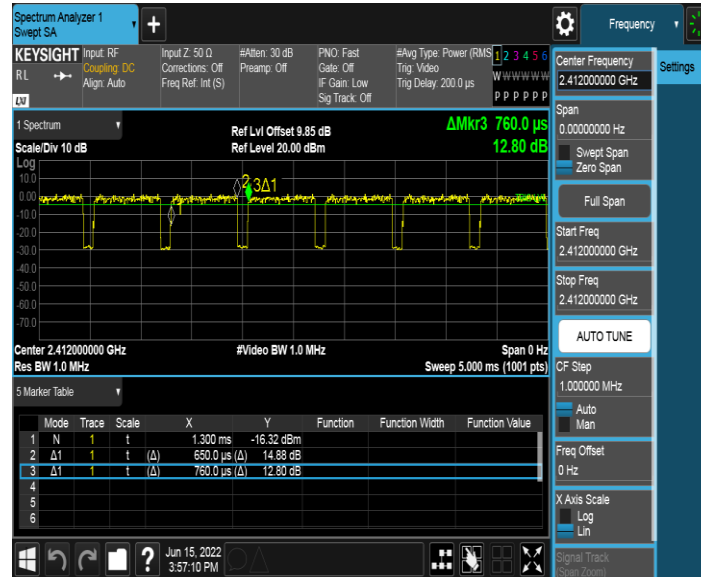 Spectrum Analyzer 1
Swept SA
Frequency
KEYSIGHT
RL
LXI
Input: RF
Coupling: DC
Align: Auto
Input Z: 50 Ω
Corrections: Off
Freq Ref: Int (S)
#Atten: 30 dB
Preamp: Off
PNO: Fast
Gate: Off
IF Gain: Low
Sig Track: Off
#Avg Type: Power (RMS
Trig: Video
Trig Delay: 200.0 µs
1 2 3 4 5 6
W W W W W W
P P P P P P
Center Frequency
2.412000000 GHz
Settings
Span
0.00000000 Hz
Swept Span
Zero Span
Full Span
Start Freq
2.412000000 GHz
Stop Freq
2.412000000 GHz
AUTO TUNE
CF Step
1.000000 MHz
Auto
Man
Freq Offset
0 Hz
X Axis Scale
Log
Lin
Signal Track
(Span Zoom)
1 Spectrum
Scale/Div 10 dB
Ref Lvl Offset 9.85 dB
Ref Level 20.00 dBm
ΔMkr3 760.0 µs
12.80 dB
Log
10.0
0.00
-10.0
-20.0
-30.0
-40.0
-50.0
-60.0
-70.0
2
3Δ1
1
Center 2.412000000 GHz
#Video BW 1.0 MHz
Span 0 Hz
Res BW 1.0 MHz
Sweep 5.000 ms (1001 pts)
5 Marker Table
Mode Trace Scale X Y Function Function Width Function Value
1 N 1 t 1.300 ms -16.32 dBm
2 Δ1 1 t (Δ) 650.0 µs (Δ) 14.88 dB
3 Δ1 1 t (Δ) 760.0 µs (Δ) 12.80 dB
4
5
6
?
Jun 15, 2022
3:57:10 PM